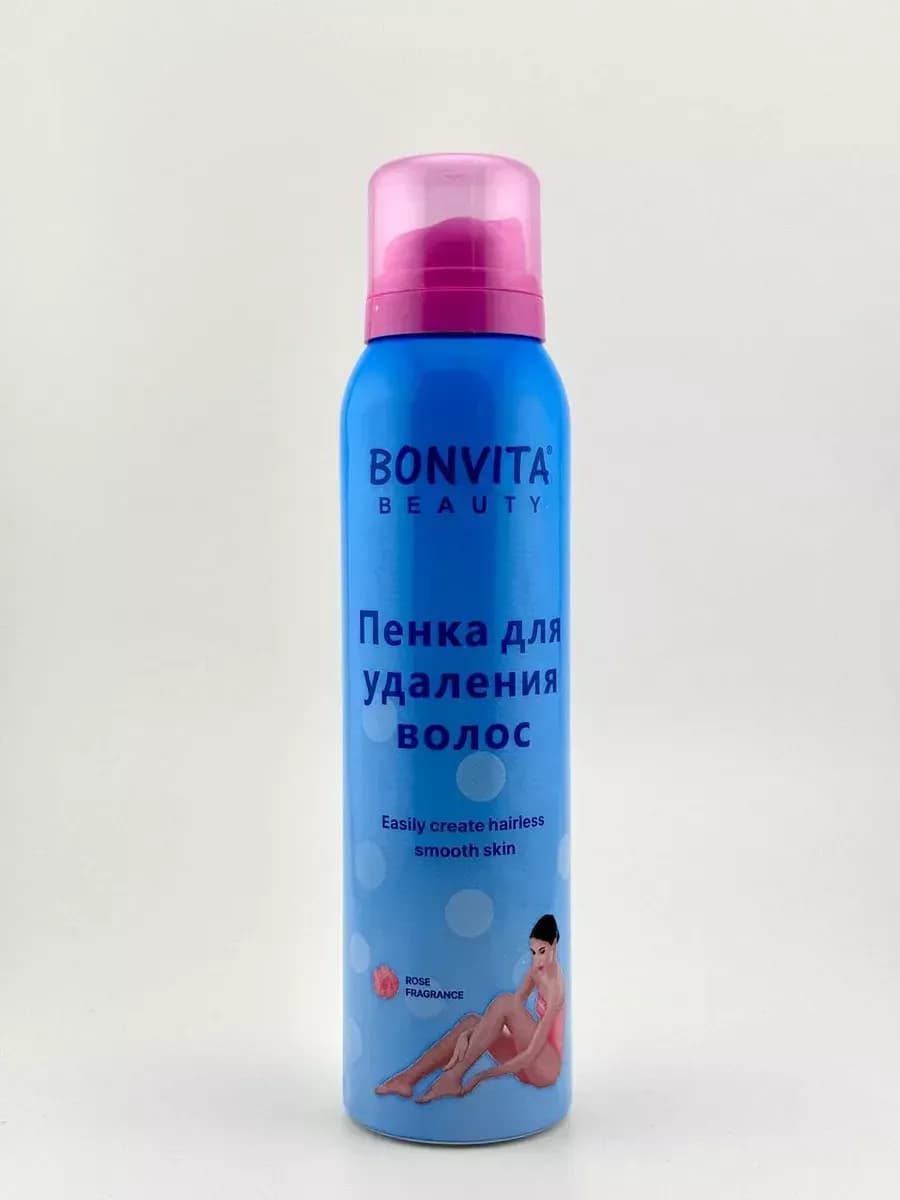 BONVITA®
BEAUTY
Пенка для
удаления
волос
Easily create hairless
smooth skin
ROSE
FRAGRANCE